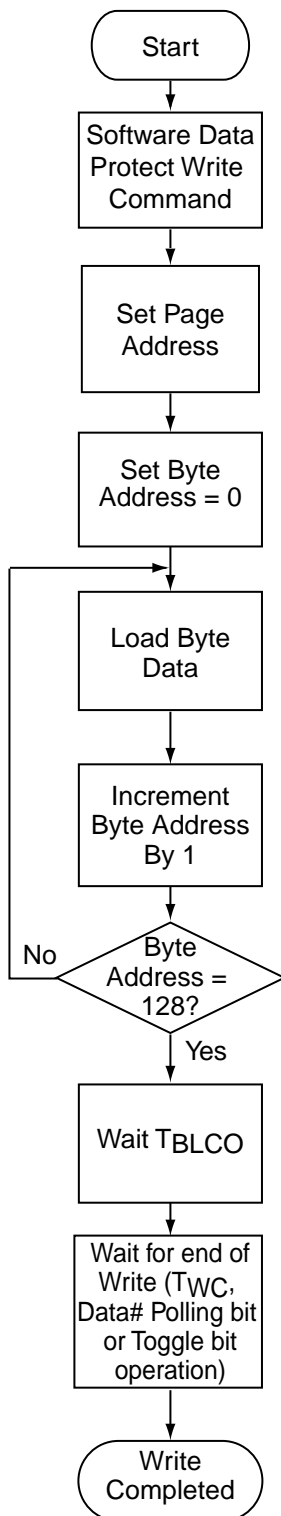 Start
Software Data
Protect Write
Command
Set Page
Address
Set Byte
Address = 0
Load Byte
Data
Increment
Byte Address
By 1
Byte
Address =
128?
No
Yes
Wait TBLCO
Wait for end of
Write (TWC,
Data# Polling bit
or Toggle bit
operation)
Write
Completed